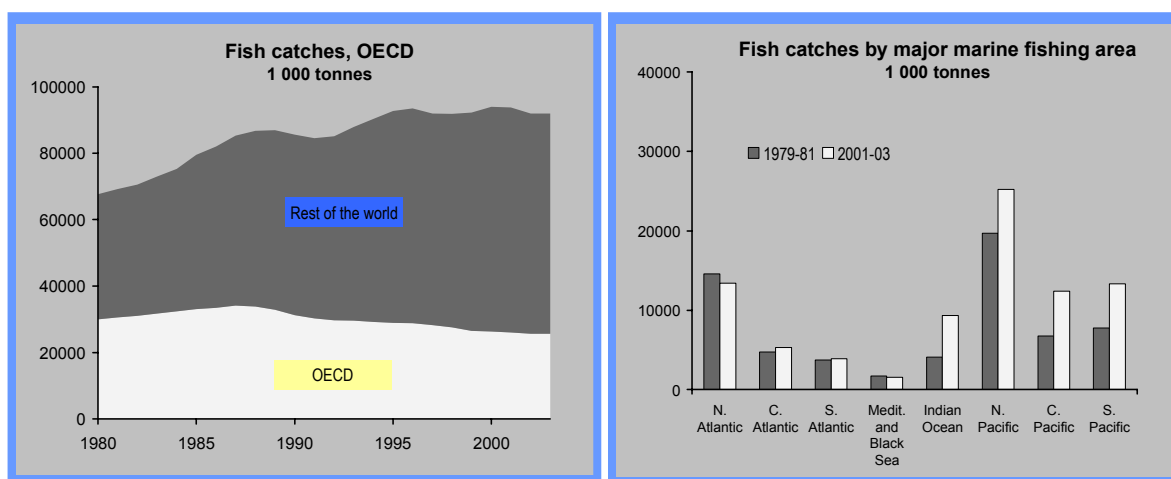 Fish catches, OECD
1 000 tonnes
100000
80000
60000
40000
20000
0
Rest of the world
OECD
1980
1985
1990
1995
2000
Fish catches by major marine fishing area
1 000 tonnes
40000
30000
20000
10000
0
1979-81 2001-03
N.
Atlantic
C.
Atlantic
S.
Atlantic
Medit.
and
Black
Sea
Indian
Ocean
N.
Pacific
C.
Pacific
S.
Pacific